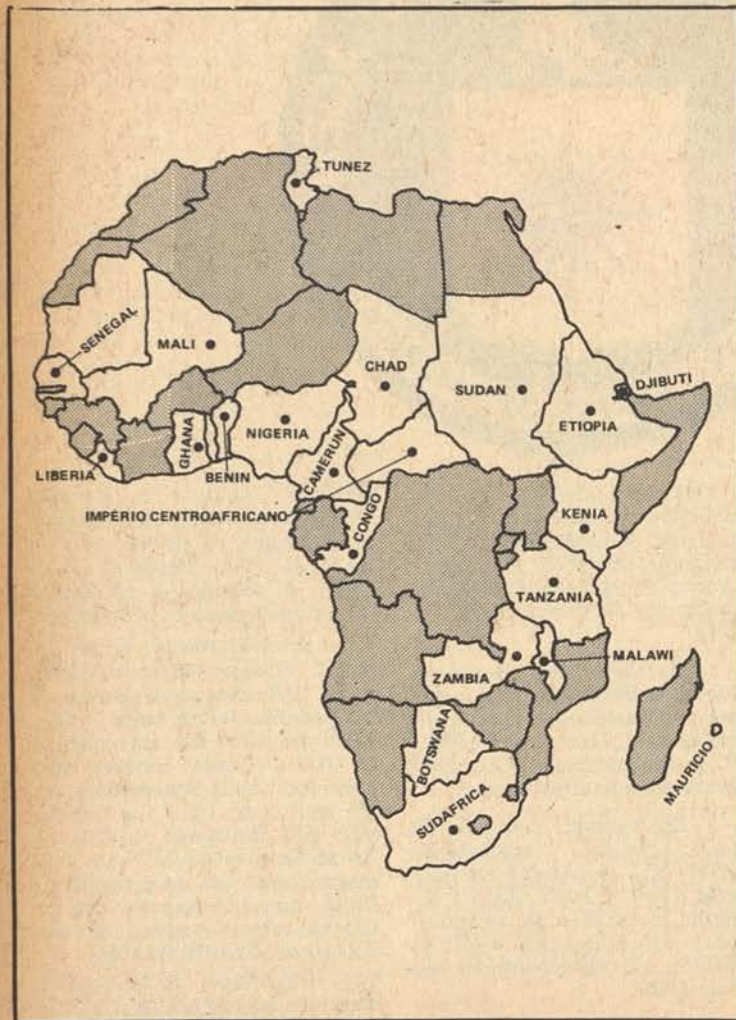 TUNEZ
SENEGAL
MALI
CHAD
SUDAN
DJIBUTI
ETIOPIA
NIGERIA
GHANA
LIBERIA
BENIN
CAMERUN
IMPÉRIO CENTROAFRICANO
CONGO
KENIA
TANZANIA
MALAWI
ZAMBIA
BOTSWANA
MAURICIO
SUDAFRICA